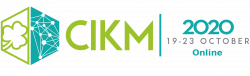 CIKM
2020
19-23 OCTOBER
Online